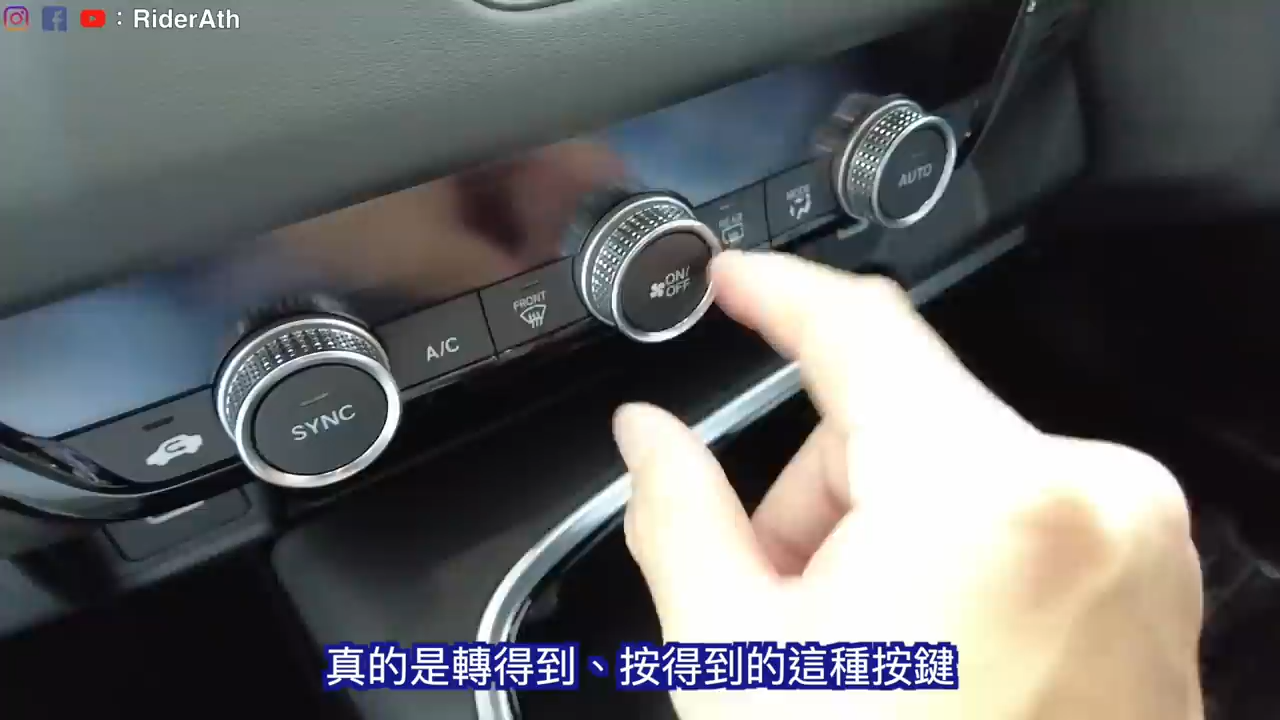 ：RiderAth
AUTO
MODE
REAR
ON/
OFF
FRONT
A/C
SYNC
真的是轉得到、按得到的這種按鍵